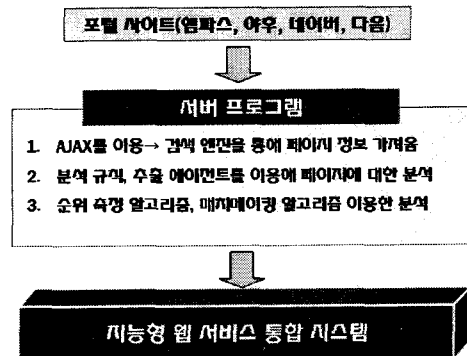 포털 사이트(엠파스, 야후, 네이버, 다음)
서버 프로그램
1. AJAX를 이용→ 검색 엔진을 통해 페이지 정보 가져옴
2. 분석 규칙, 추출 에이전트를 이용해 페이지에 대한 분석
3. 순위 측정 알고리즘, 매치메이킹 알고리즘 이용한 분석
지능형 웹 서비스 통합 시스템